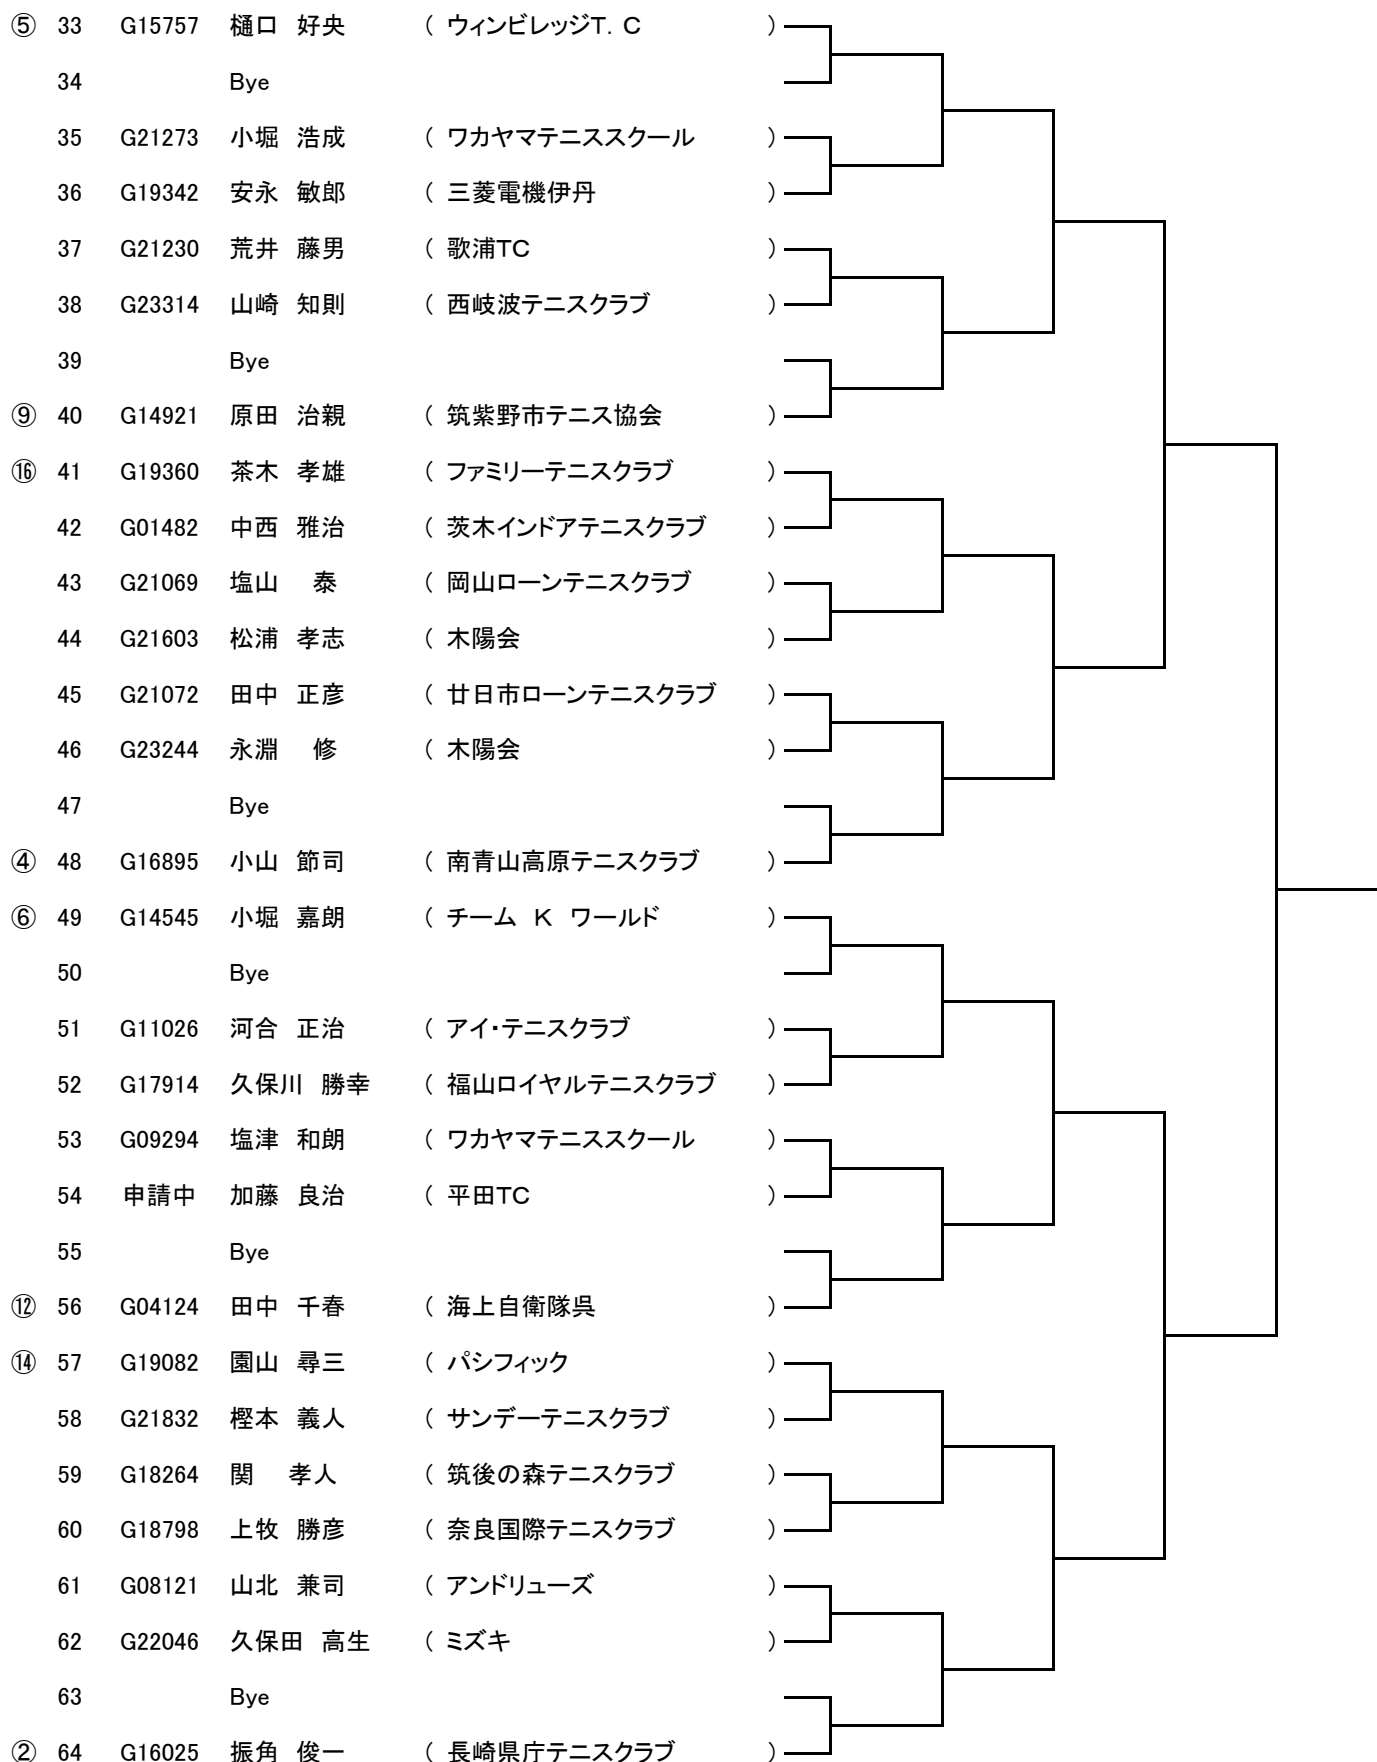 ⑤ 33 G15757 樋口 好央 ( ウィンビレッジT. C )
34 Bye
35 G21273 小堀 浩成 ( ワカヤマテニススクール )
36 G19342 安永 敏郎 ( 三菱電機伊丹 )
37 G21230 荒井 藤男 ( 歌浦TC )
38 G23314 山崎 知則 ( 西岐波テニスクラブ )
39 Bye
⑨ 40 G14921 原田 治親 ( 筑紫野市テニス協会 )
⑯ 41 G19360 茶木 孝雄 ( ファミリーテニスクラブ )
42 G01482 中西 雅治 ( 茨木インドアテニスクラブ )
43 G21069 塩山 泰 ( 岡山ローンテニスクラブ )
44 G21603 松浦 孝志 ( 木陽会 )
45 G21072 田中 正彦 ( 廿日市ローンテニスクラブ )
46 G23244 永淵 修 ( 木陽会 )
47 Bye
④ 48 G16895 小山 節司 ( 南青山高原テニスクラブ )
⑥ 49 G14545 小堀 嘉朗 ( チーム K ワールド )
50 Bye
51 G11026 河合 正治 ( アイ・テニスクラブ )
52 G17914 久保川 勝幸 ( 福山ロイヤルテニスクラブ )
53 G09294 塩津 和朗 ( ワカヤマテニススクール )
54 申請中 加藤 良治 ( 平田TC )
55 Bye
⑫ 56 G04124 田中 千春 ( 海上自衛隊呉 )
⑭ 57 G19082 園山 尋三 ( パシフィック )
58 G21832 樫本 義人 ( サンデーテニスクラブ )
59 G18264 関 孝人 ( 筑後の森テニスクラブ )
60 G18798 上牧 勝彦 ( 奈良国際テニスクラブ )
61 G08121 山北 兼司 ( アンドリューズ )
62 G22046 久保田 高生 ( ミズキ )
63 Bye
② 64 G16025 振角 俊一 ( 長崎県庁テニスクラブ )